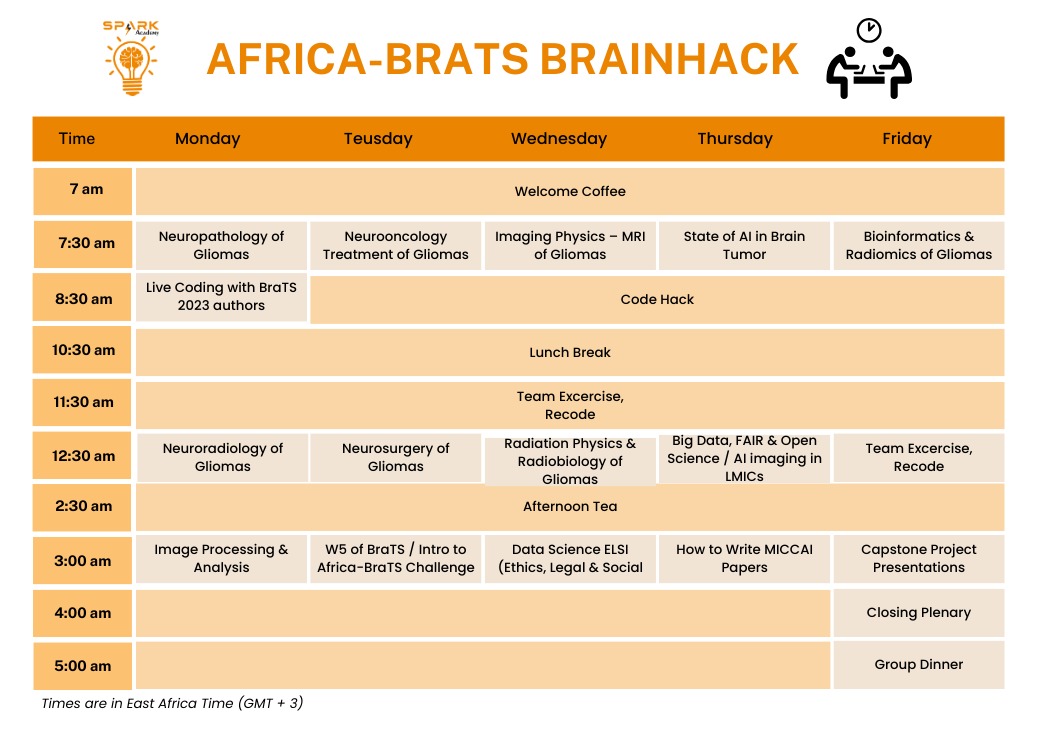 SPARK
Academy
AFRICA-BRATS BRAINHACK
Time Monday Teusday Wednesday Thursday Friday
7 am
Welcome Coffee
7:30 am
Neuropathology of
Gliomas
Neurooncology
Treatment of Gliomas
Imaging Physics – MRI
of Gliomas
State of AI in Brain
Tumor
Bioinformatics &
Radiomics of Gliomas
8:30 am
Live Coding with BraTS
2023 authors
Code Hack
10:30 am
Lunch Break
11:30 am
Team Excercise,
Recode
12:30 am
Neuroradiology of
Gliomas
Neurosurgery of
Gliomas
Radiation Physics &
Radiobiology of
Gliomas
Big Data, FAIR & Open
Science / AI imaging in
LMICs
Team Excercise,
Recode
2:30 am
Afternoon Tea
3:00 am
Image Processing &
Analysis
W5 of BraTS / Intro to
Africa-BraTS Challenge
Data Science ELSI
(Ethics, Legal & Social
How to Write MICCAI
Papers
Capstone Project
Presentations
4:00 am
Closing Plenary
5:00 am
Group Dinner
Times are in East Africa Time (GMT + 3)